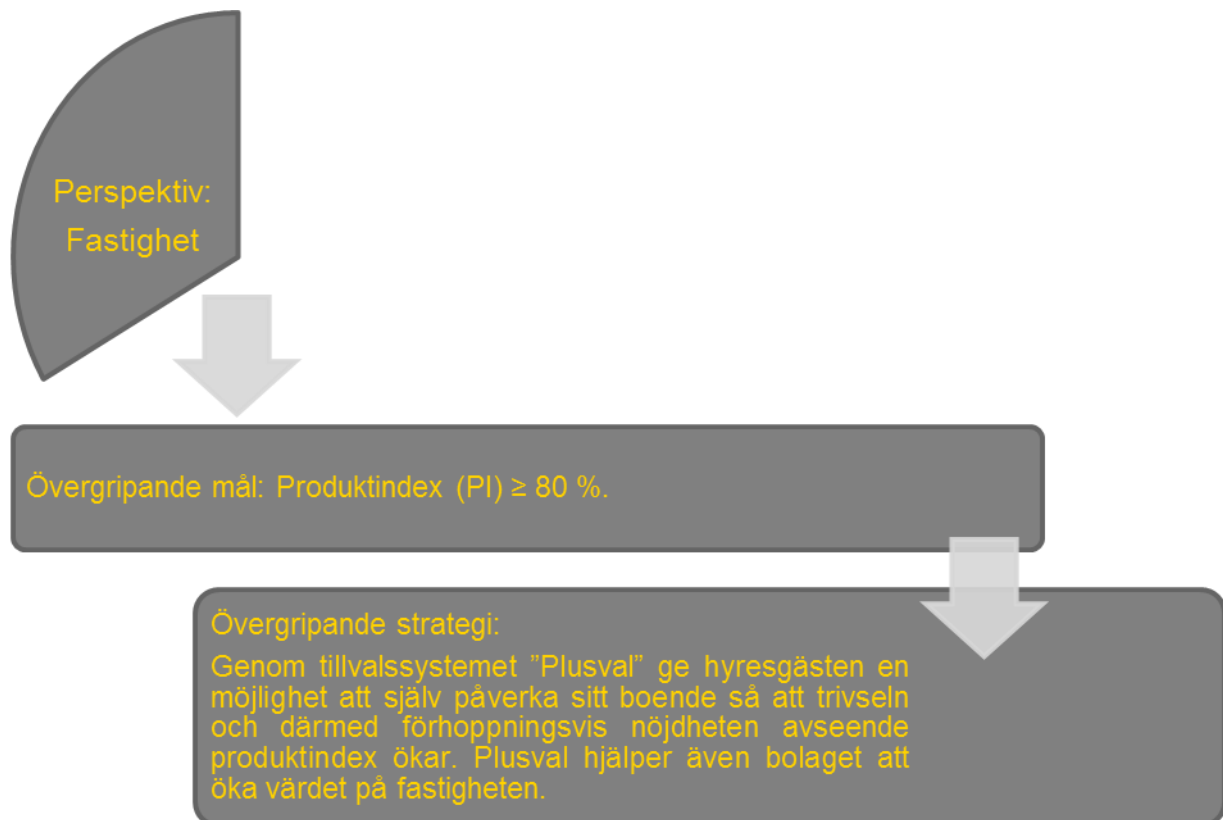 Perspektiv:
Fastighet
Övergripande mål: Produktindex (PI) ≥ 80 %.
Övergripande strategi:
Genom tillvalssystemet ”Plusval” ge hyresgästen en
möjlighet att själv påverka sitt boende så att trivseln
och därmed förhoppningsvis nöjdheten avseende
produktindex ökar. Plusval hjälper även bolaget att
öka värdet på fastigheten.